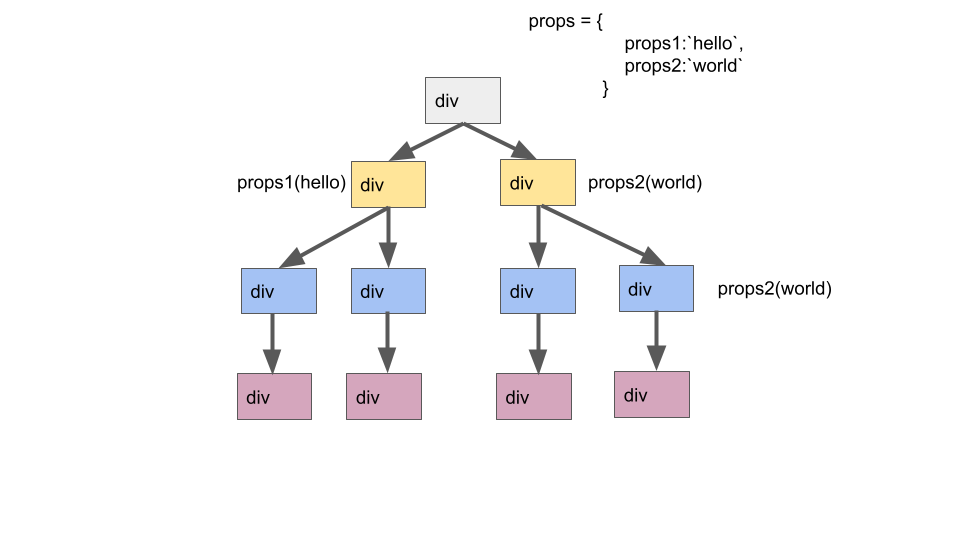 props = {
props1:`hello`,
props2:`world`
}
div
props1(hello)
div
div
props2(world)
div
div
div
div
props2(world)
div
div
div
div